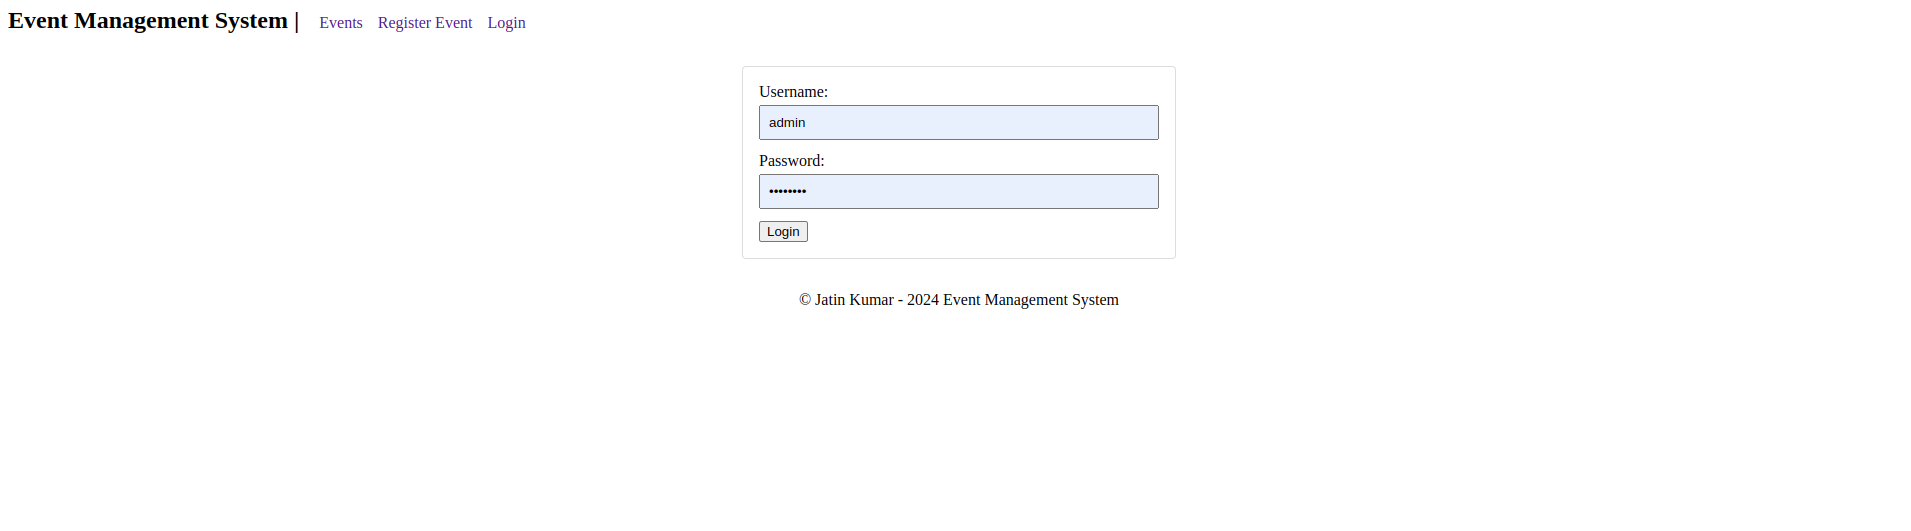 Event Management System | Events Register Event Login
Username:
admin
Password:
••••••••
Login
© Jatin Kumar - 2024 Event Management System